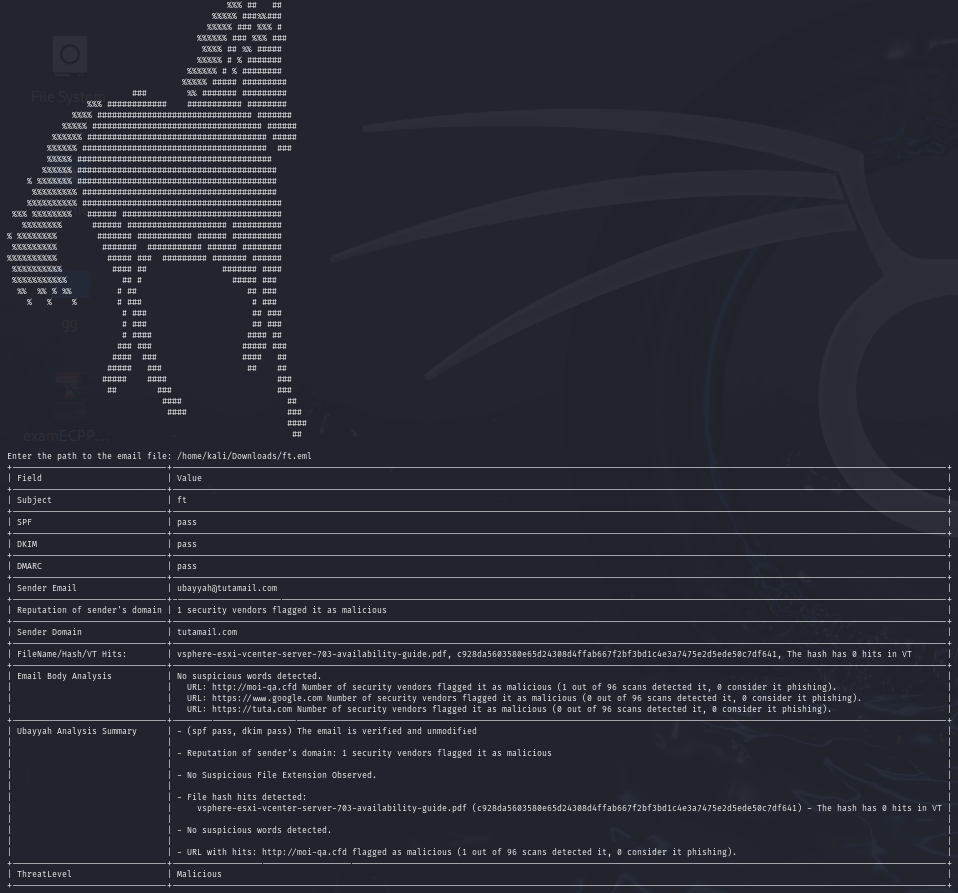 File System
gg
examECPP...
Enter the path to the email file: /home/kali/Downloads/ft.eml
| Field | Value |
| Subject | ft |
| SPF | pass |
| DKIM | pass |
| DMARC | pass |
| Sender Email | ubayyah@tutamail.com |
| Reputation of sender's domain | 1 security vendors flagged it as malicious |
| Sender Domain | tutamail.com |
| FileName/Hash/VT Hits: | vsphere-esxi-vcenter-server-703-availability-guide.pdf, c928da5603580e65d24308d4ffab667f2bf3bd1c4e3a7475e2d5ede50c7df641, The hash has 0 hits in VT |
| Email Body Analysis | No suspicious words detected. |
URL: http://moi-qa.cfd Number of security vendors flagged it as malicious (1 out of 96 scans detected it, 0 consider it phishing).
URL: https://www.google.com Number of security vendors flagged it as malicious (0 out of 96 scans detected it, 0 consider it phishing).
URL: https://tuta.com Number of security vendors flagged it as malicious (0 out of 96 scans detected it, 0 consider it phishing).
| Ubayyah Analysis Summary | - (spf pass, dkim pass) The email is verified and unmodified |
- Reputation of sender's domain: 1 security vendors flagged it as malicious
- No Suspicious File Extension Observed.
- File hash hits detected:
vsphere-esxi-vcenter-server-703-availability-guide.pdf (c928da5603580e65d24308d4ffab667f2bf3bd1c4e3a7475e2d5ede50c7df641) - The hash has 0 hits in VT |
- No suspicious words detected.
- URL with hits: http://moi-qa.cfd flagged as malicious (1 out of 96 scans detected it, 0 consider it phishing).
| ThreatLevel | Malicious |